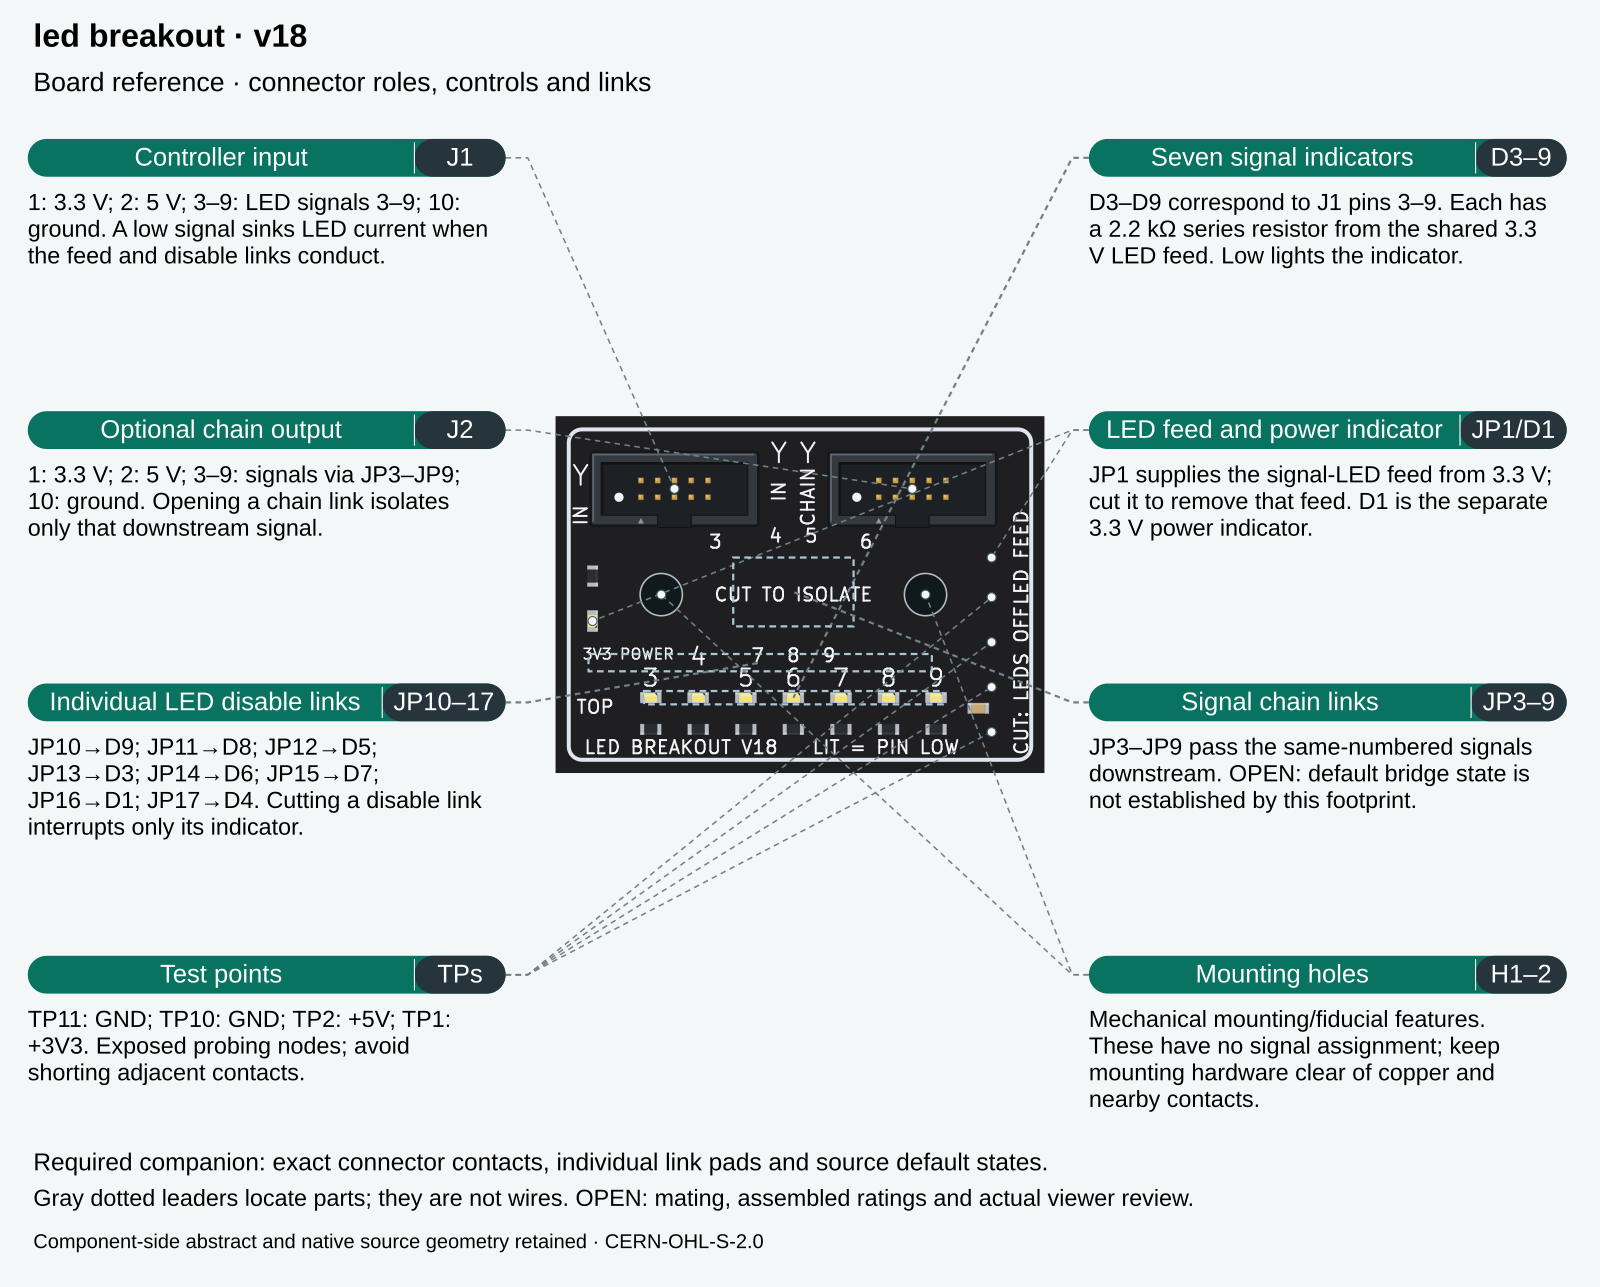 led breakout · v18
Board reference · connector roles, controls and links
Controller input J1
1: 3.3 V; 2: 5 V; 3–9: LED signals 3–9; 10:
ground. A low signal sinks LED current when
the feed and disable links conduct.
Seven signal indicators D3–9
D3–D9 correspond to J1 pins 3–9. Each has
a 2.2 kΩ series resistor from the shared 3.3
V LED feed. Low lights the indicator.
Optional chain output J2
1: 3.3 V; 2: 5 V; 3–9: signals via JP3–JP9;
10: ground. Opening a chain link isolates
only that downstream signal.
LED feed and power indicator JP1/D1
JP1 supplies the signal-LED feed from 3.3 V;
cut it to remove that feed. D1 is the separate
3.3 V power indicator.
Y IN
Y IN
Y CHAIN
3 4 5 6
CUT TO ISOLATE
3V3 POWER 4 7 8 9
3 5 6 7 8 9
TOP
LED BREAKOUT V18 LIT = PIN LOW
CUT: LEDS OFF
LED FEED
Individual LED disable links JP10–17
JP10→D9; JP11→D8; JP12→D5;
JP13→D3; JP14→D6; JP15→D7;
JP16→D1; JP17→D4. Cutting a disable link
interrupts only its indicator.
Signal chain links JP3–9
JP3–JP9 pass the same-numbered signals
downstream. OPEN: default bridge state is
not established by this footprint.
Test points TPs
TP11: GND; TP10: GND; TP2: +5V; TP1:
+3V3. Exposed probing nodes; avoid
shorting adjacent contacts.
Mounting holes H1–2
Mechanical mounting/fiducial features.
These have no signal assignment; keep
mounting hardware clear of copper and
nearby contacts.
Required companion: exact connector contacts, individual link pads and source default states.
Gray dotted leaders locate parts; they are not wires. OPEN: mating, assembled ratings and actual viewer review.
Component-side abstract and native source geometry retained · CERN-OHL-S-2.0